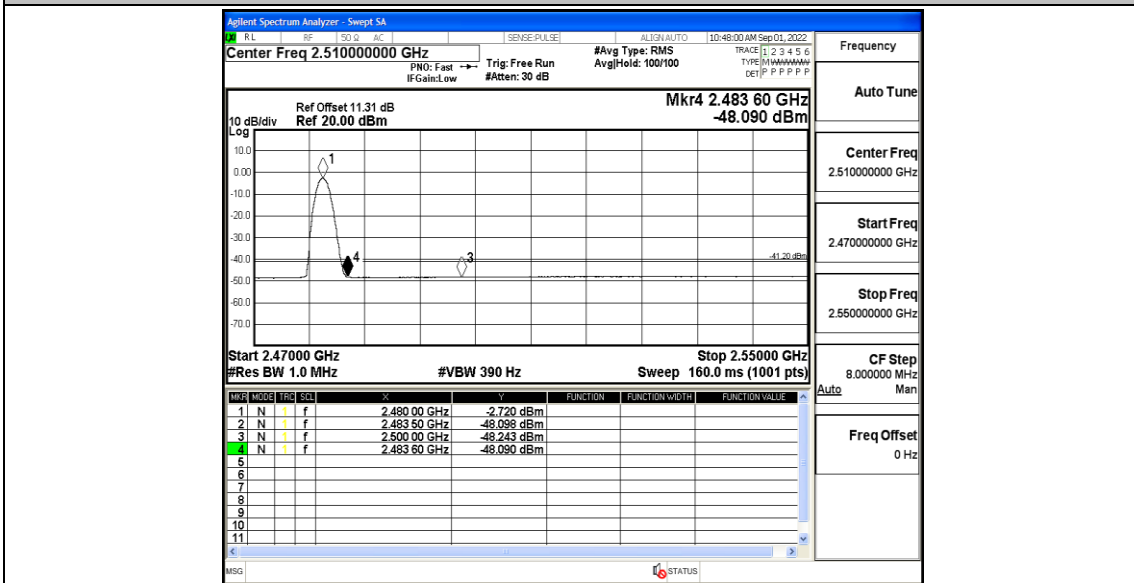 Agilent Spectrum Analyzer - Swept SA
LXI RL RF 50 Ω AC SENSE:PULSE ALIGN AUTO 10:48:00 AM Sep 01, 2022
Center Freq 2.510000000 GHz
#Avg Type: RMS
TRACE 1 2 3 4 5 6
PNO: Fast
Trig: Free Run
Avg|Hold: 100/100
TYPE M WWWWW
IFGain:Low
#Atten: 30 dB
DET P P P P P P
Ref Offset 11.31 dB
Mkr4 2.483 60 GHz
10 dB/div Ref 20.00 dBm
-48.090 dBm
Log
10.0
0.00
-10.0
-20.0
-30.0
-40.0
-50.0
-60.0
-70.0
1
4
3
-41.20 dBm
Start 2.47000 GHz Stop 2.55000 GHz
#Res BW 1.0 MHz #VBW 390 Hz Sweep 160.0 ms (1001 pts)
MKR MODE TRC SCL X Y FUNCTION FUNCTION WIDTH FUNCTION VALUE
1 N 1 f 2.480 00 GHz -2.720 dBm
2 N 1 f 2.483 50 GHz -48.098 dBm
3 N 1 f 2.500 00 GHz -48.243 dBm
4 N 1 f 2.483 60 GHz -48.090 dBm
5
6
7
8
9
10
11
MSG STATUS
Frequency
Auto Tune
Center Freq
2.510000000 GHz
Start Freq
2.470000000 GHz
Stop Freq
2.550000000 GHz
CF Step
8.000000 MHz
Auto Man
Freq Offset
0 Hz